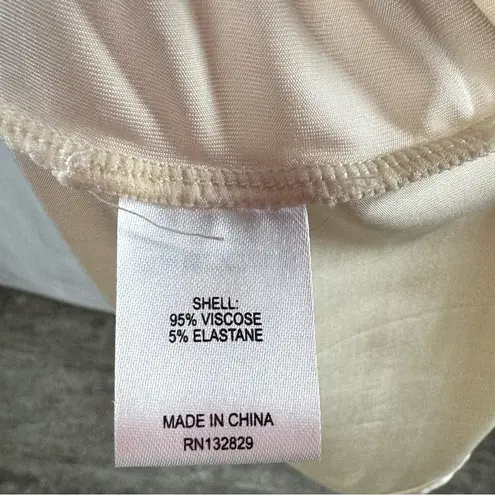 SHELL:
95% VISCOSE
5% ELASTANE
MADE IN CHINA
RN132829